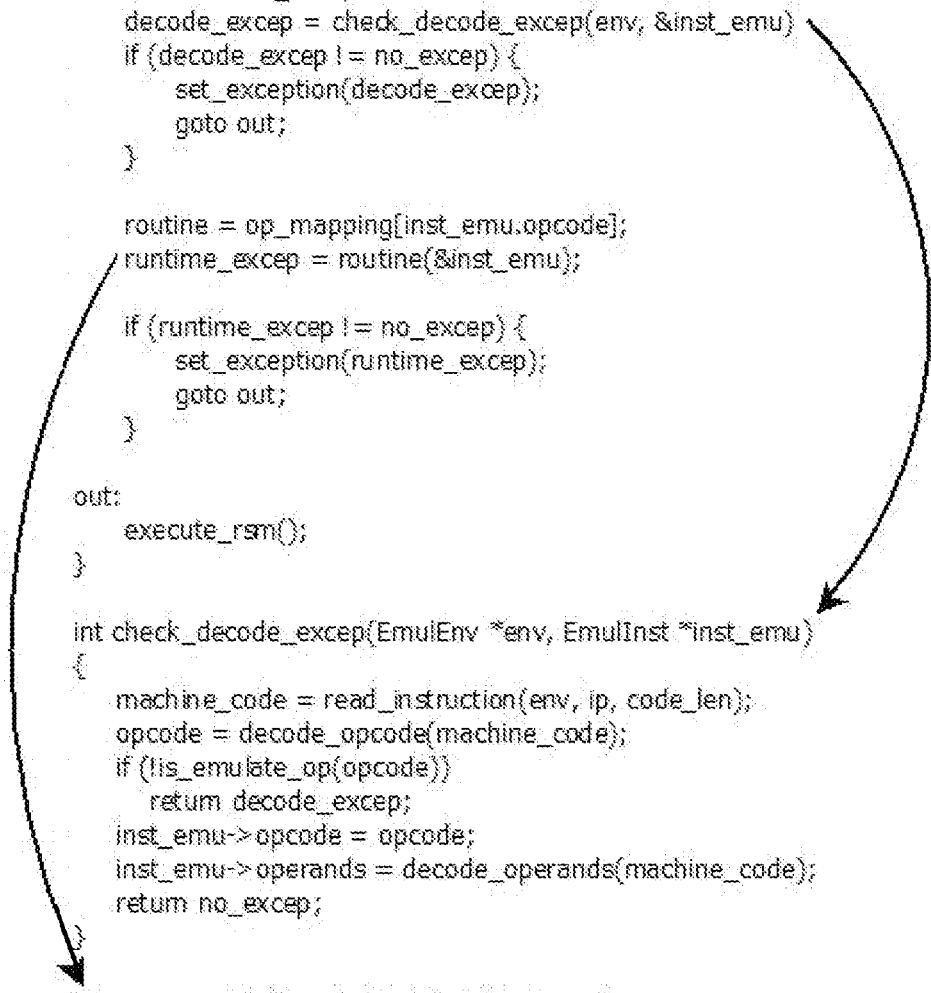 decode_excep = check_decode_excep(env, &inst_emu)
if (decode_excep != no_excep) {
set_exception(decode_excep);
goto out;
}
routine = op_mapping[inst_emu.opcode];
runtime_excep = routine(&inst_emu);
if (runtime_excep != no_excep) {
set_exception(runtime_excep);
goto out;
}
out:
execute_rsm();
}
int check_decode_excep(EmulEnv *env, EmulInst *inst_emu)
{
machine_code = read_instruction(env, ip, code_len);
opcode = decode_opcode(machine_code);
if (!is_emulate_op(opcode))
return decode_excep;
inst_emu->opcode = opcode;
inst_emu->operands = decode_operands(machine_code);
return no_excep;
}